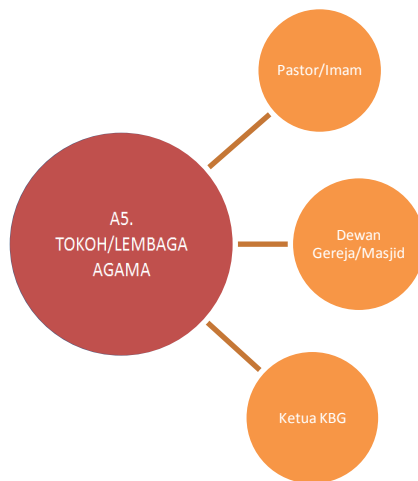 Pastor/Imam
A5.
TOKOH/LEMBAGA
AGAMA
Dewan
Gereja/Masjid
Ketua KBG